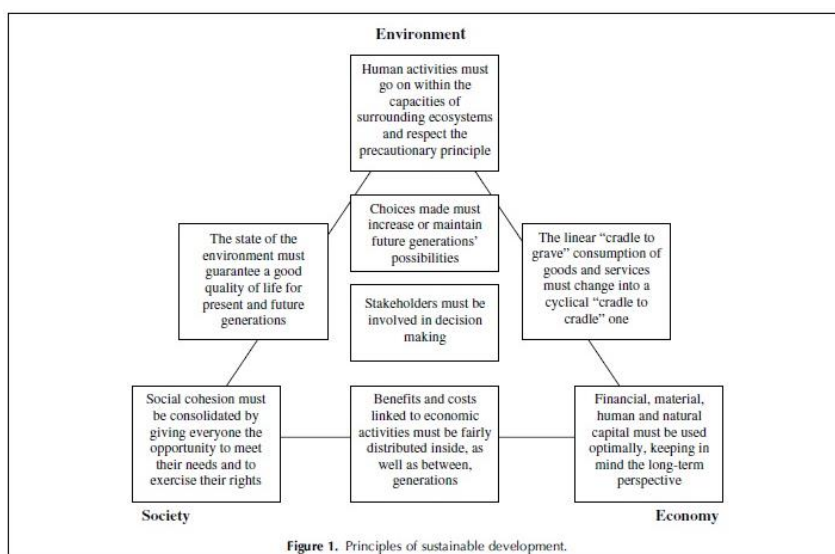 Environment
Human activities must
go on within the
capacities of
surrounding ecosystems
and respect the
precautionary principle
Choices made must
increase or maintain
future generations'
possibilities
The state of the
environment must
guarantee a good
quality of life for
present and future
generations
The linear "cradle to
grave" consumption of
goods and services
must change into a
cyclical "cradle to
cradle" one
Stakeholders must be
involved in decision
making
Social cohesion must
be consolidated by
giving everyone the
opportunity to meet
their needs and to
exercise their rights
Benefits and costs
linked to economic
activities must be fairly
distributed inside, as
well as between,
generations
Financial, material,
human and natural
capital must be used
optimally, keeping in
mind the long-term
perspective
Society
Economy
Figure 1. Principles of sustainable development.